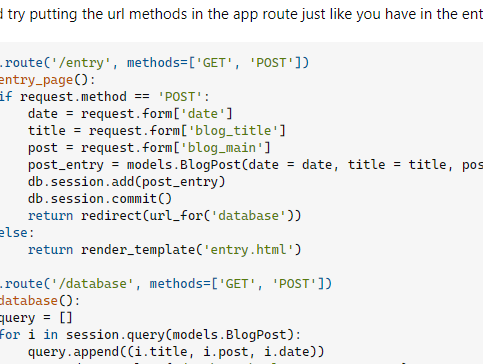 try putting the url methods in the app route just like you have in the ent
.route('/entry', methods=['GET', 'POST'])
entry_page():
if request.method == 'POST':
date = request.form['date']
title = request.form['blog_title']
post = request.form['blog_main']
post_entry = models.BlogPost(date = date, title = title, pos
db.session.add(post_entry)
db.session.commit()
return redirect(url_for('database'))
else:
return render_template('entry.html')
.route('/database', methods=['GET', 'POST'])
database():
query = []
for i in session.query(models.BlogPost):
query.append((i.title, i.post, i.date))